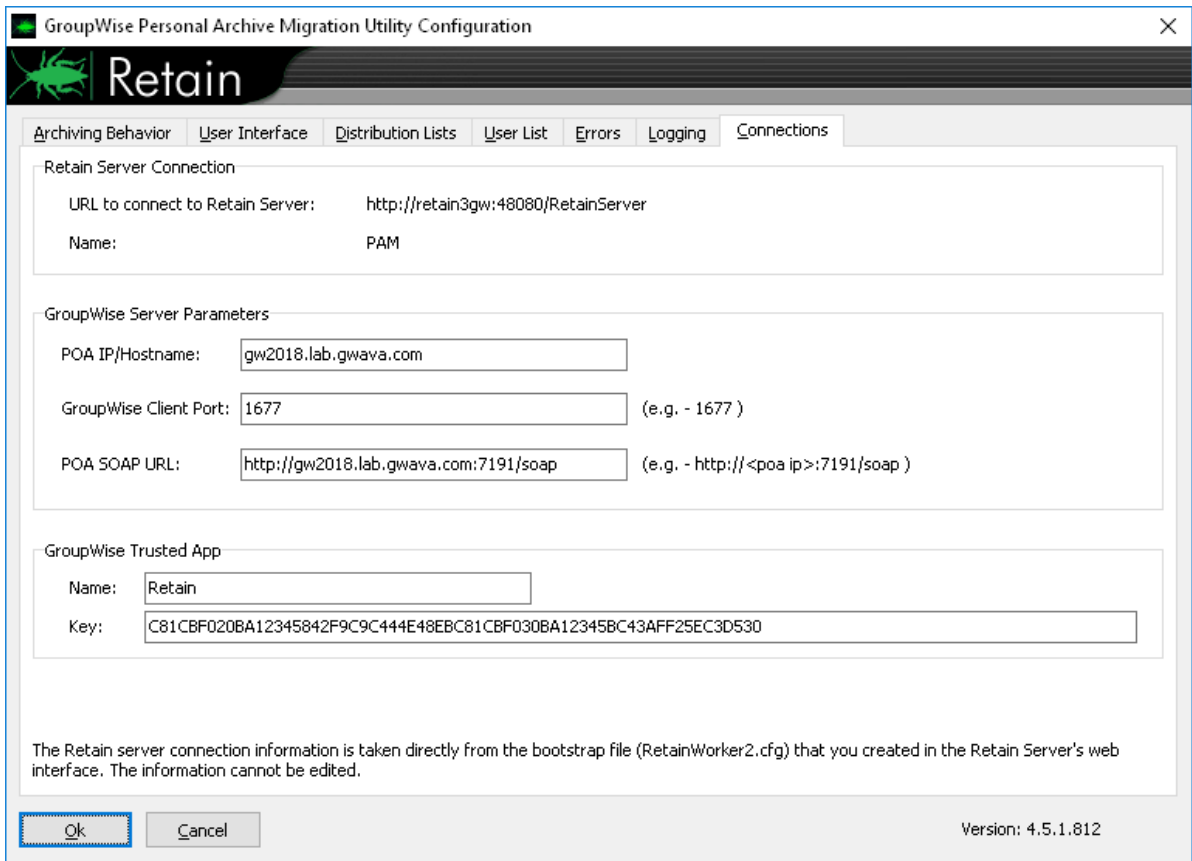 GroupWise Personal Archive Migration Utility Configuration
Retain
Archiving Behavior User Interface Distribution Lists User List Errors Logging Connections
Retain Server Connection
URL to connect to Retain Server: http://retain3gw:48080/RetainServer
Name: PAM
GroupWise Server Parameters
POA IP/Hostname: gw2018.lab.gwava.com
GroupWise Client Port: 1677 (e.g. - 1677 )
POA SOAP URL: http://gw2018.lab.gwava.com:7191/soap (e.g. - http://<poa ip>:7191/soap )
GroupWise Trusted App
Name: Retain
Key: C81CBF020BA12345842F9C9C444E48EBC81CBF030BA12345BC43AFF25EC3D530
The Retain server connection information is taken directly from the bootstrap file (RetainWorker2.cfg) that you created in the Retain Server's web
interface. The information cannot be edited.
Ok Cancel Version: 4.5.1.812